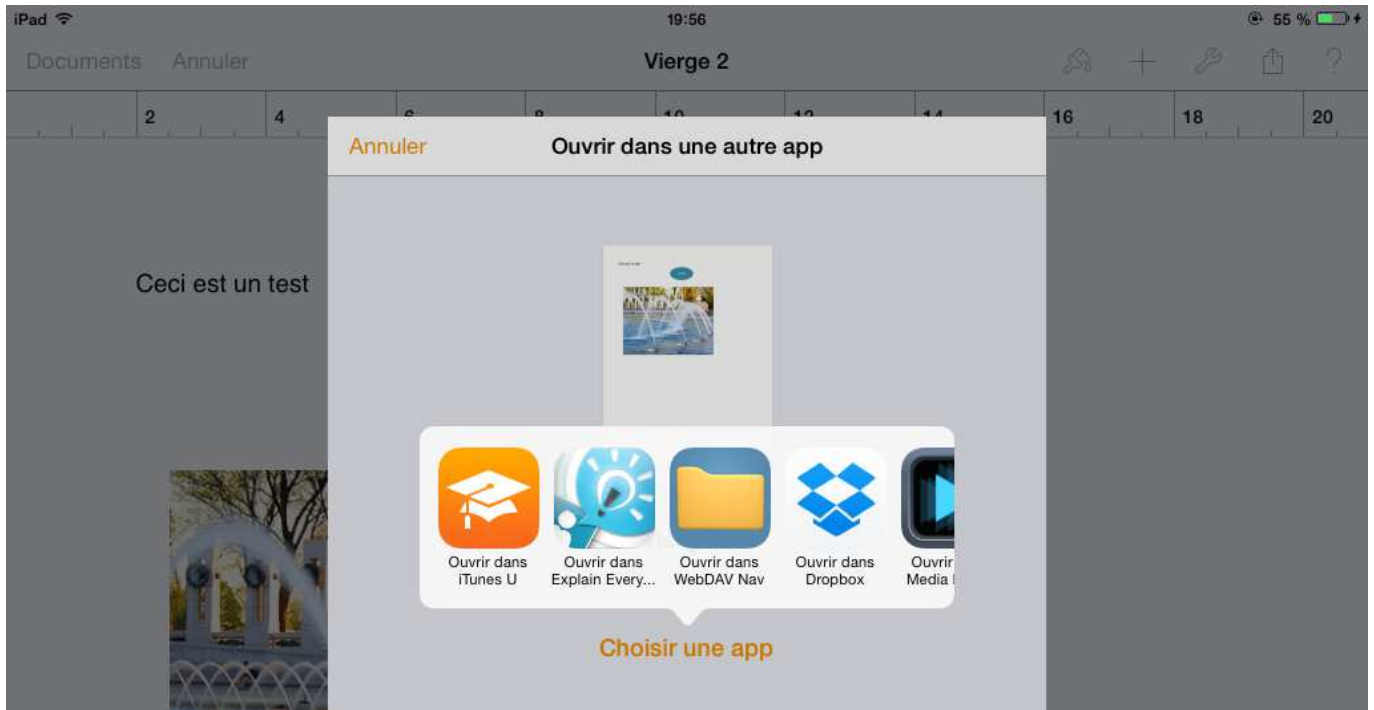 iPad 19:56 55 %
Documents Annuler Vierge 2 ?
2 4 6 8 10 12 14 16 18 20
Annuler Ouvrir dans une autre app
Ceci est un test
Ouvrir dans
iTunes U
Ouvrir dans
Explain Every...
Ouvrir dans
WebDAV Nav
Ouvrir dans
Dropbox
Ouvrir
Media
Choisir une app